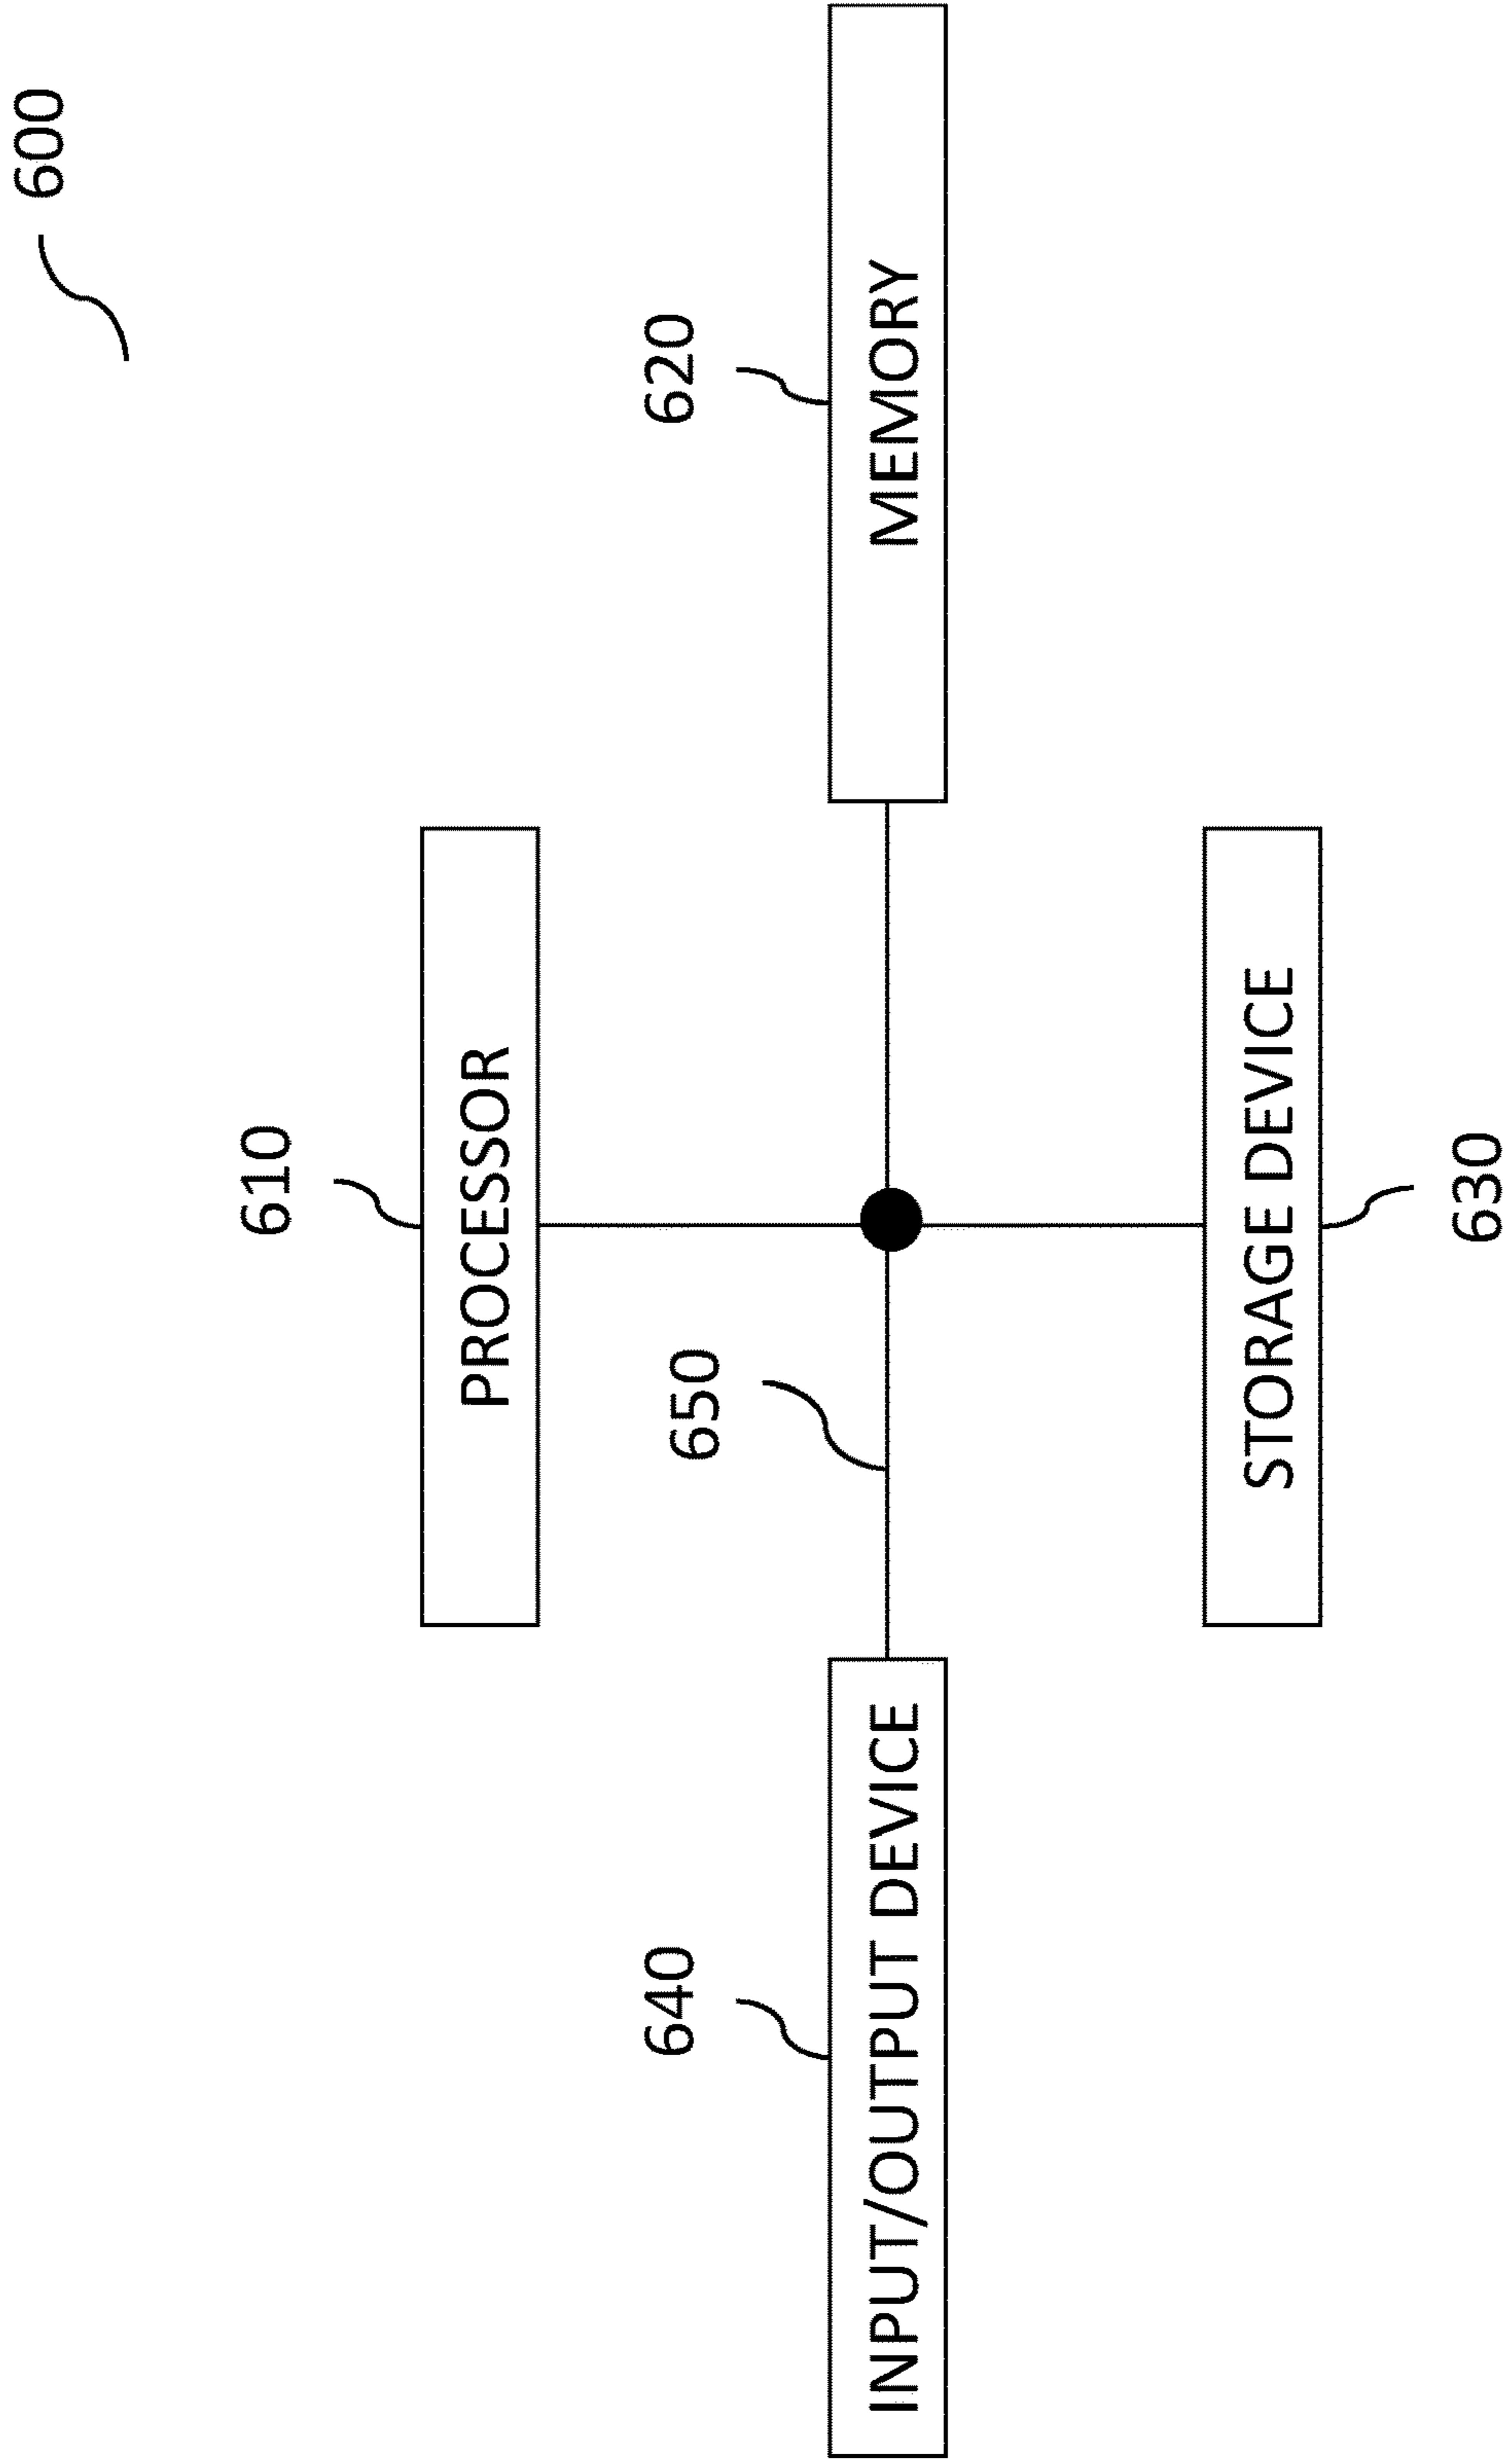 600
610
PROCESSOR
640
650
620
INPUT/OUTPUT DEVICE
MEMORY
STORAGE DEVICE
630